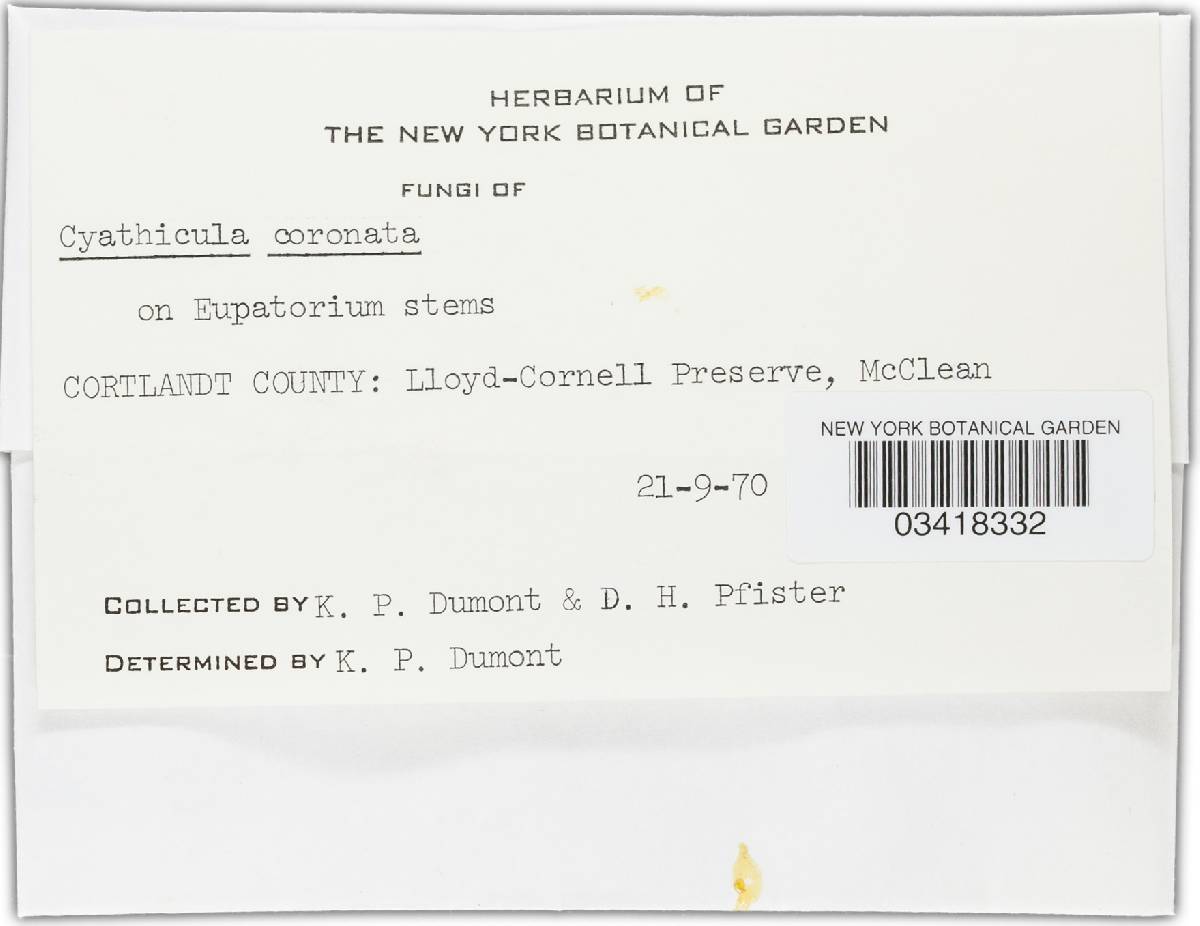 HERBARIUM OF
THE NEW YORK BOTANICAL GARDEN
FUNGI OF
Cyathicula coronata
on Eupatorium stems
CORTLANDT COUNTY: Lloyd-Cornell Preserve, McClean
NEW YORK BOTANICAL GARDEN
03418332
21-9-70
COLLECTED BY K. P. Dumont & D. H. Pfister
DETERMINED BY K. P. Dumont